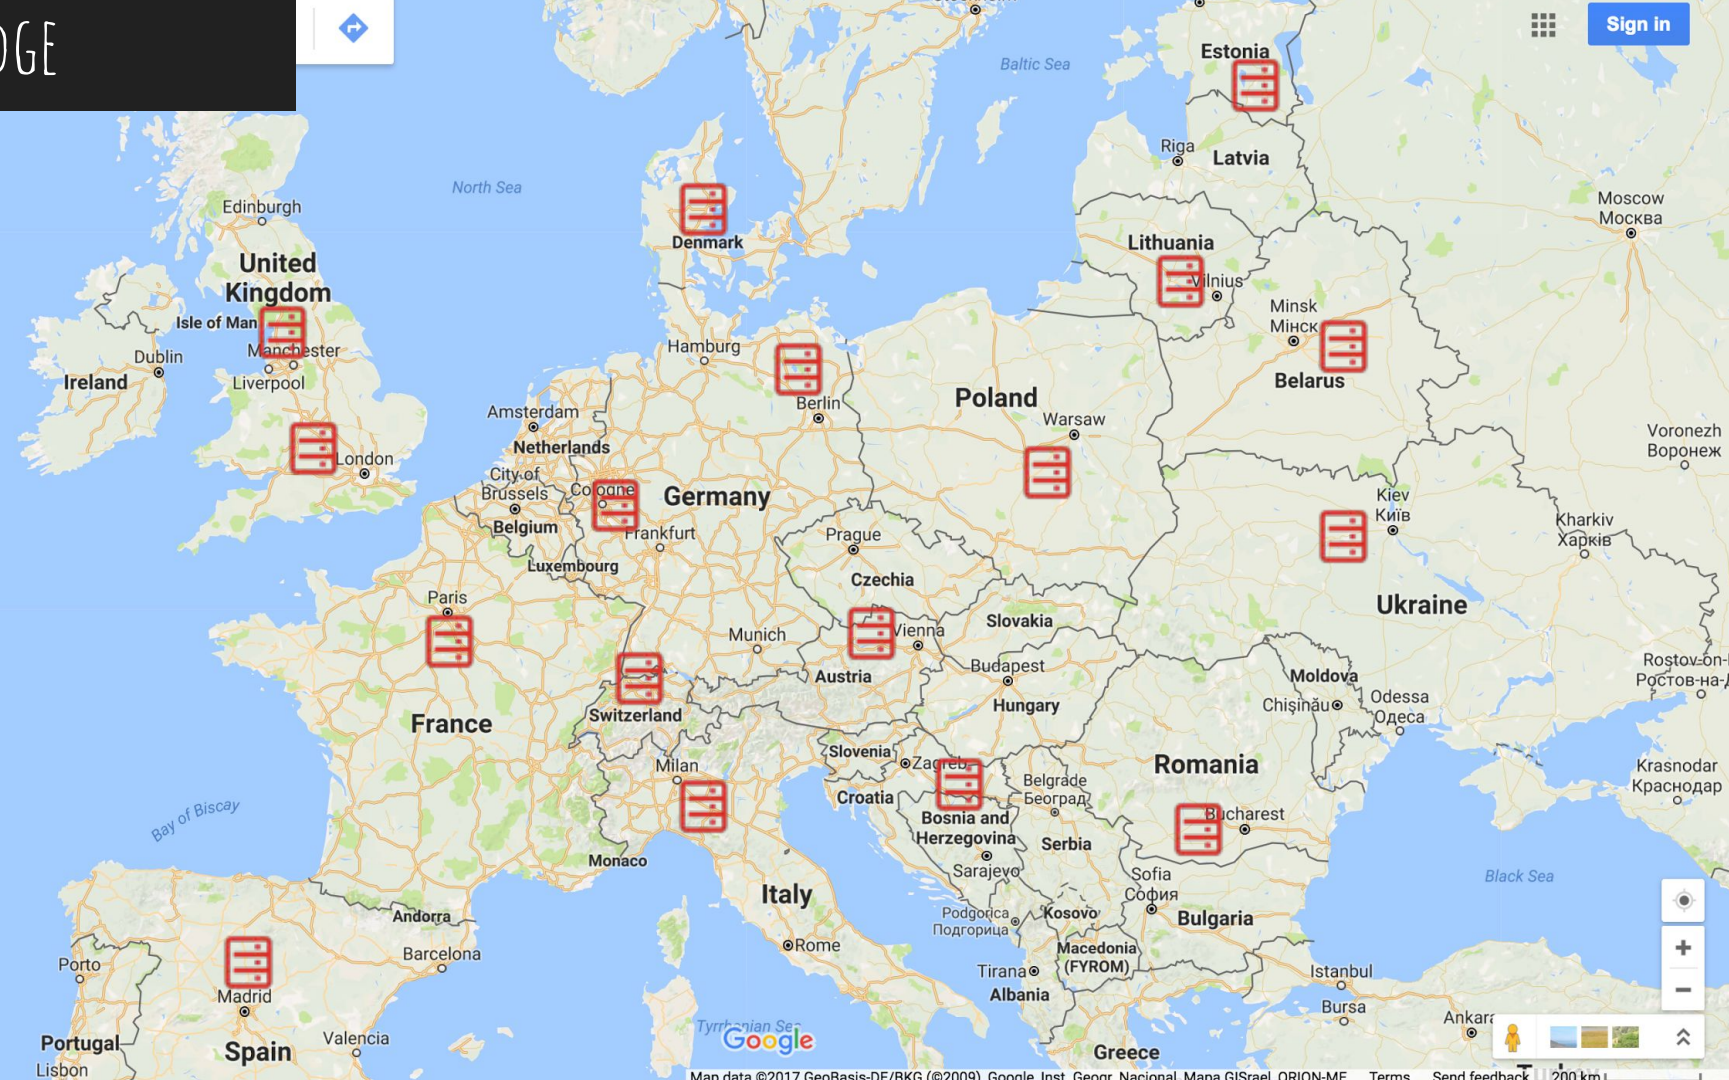 DGE
Sign in
Estonia
Baltic Sea
Riga
Latvia
North Sea
Moscow
Москва
Edinburgh
Denmark
Lithuania
Vilnius
United
Kingdom
Minsk
Мінск
Isle of Man
Manchester
Hamburg
Dublin
Ireland
Liverpool
Belarus
Berlin
Poland
Amsterdam
Warsaw
Netherlands
Voronezh
Воронеж
London
City of
Brussels
Cologne
Germany
Kiev
Київ
Belgium
Frankfurt
Prague
Kharkiv
Харків
Luxembourg
Czechia
Paris
Ukraine
Slovakia
Munich
Vienna
Budapest
Austria
Moldova
Rostov-on-
Ростов-на-
Switzerland
Hungary
Chișinău
Odessa
Одеса
France
Slovenia
Zagreb
Milan
Romania
Krasnodar
Краснодар
Belgrade
Београд
Croatia
Bay of Biscay
Bosnia and
Herzegovina
Bucharest
Serbia
Monaco
Sarajevo
Sofia
София
Black Sea
Italy
Andorra
Podgorica
Подгорица
Kosovo
Bulgaria
Rome
Barcelona
Macedonia
(FYROM)
Porto
Tirana
Istanbul
Madrid
Albania
Bursa
Ankara
Tyrrhenian Sea
Google
Portugal
Spain
Valencia
Greece
Lisbon
Map data ©2017 GeoBasis-DE/BKG (©2009), Google, Inst. Geogr. Nacional, Mapa GISrael, ORION-ME Terms Send feedback 200 km